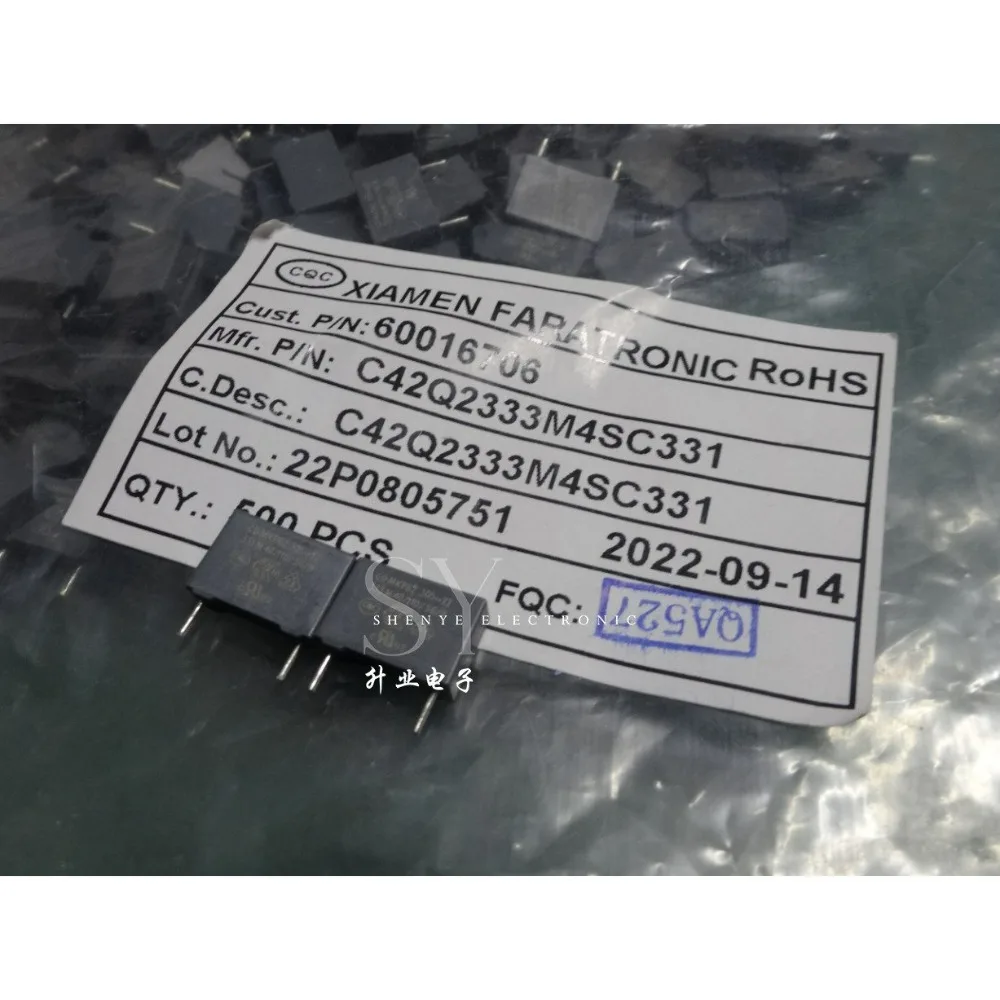 CQC XIAMEN FARATRONIC RoHS
Cust. P/N: 60016706
Mfr. P/N: C42Q2333M4SC331
C.Desc.: C42Q2333M4SC331
Lot No.: 22P0805751 2022-09-14
QTY.: 500 PCS FQC: QA527
SY
SHENYE ELECTRONIC
升业电子